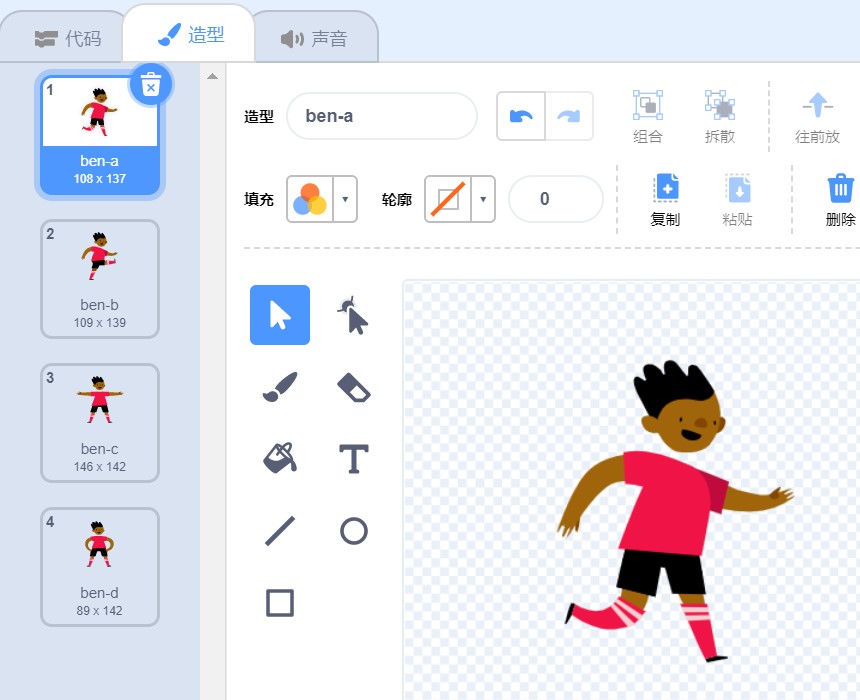 代码
造型
声音
1
ben-a
108 x 137
2
ben-b
109 x 139
3
ben-c
146 x 142
4
ben-d
89 x 142
造型 ben-a
组合 拆散 往前放
填充 轮廓 0
复制 粘贴 删除